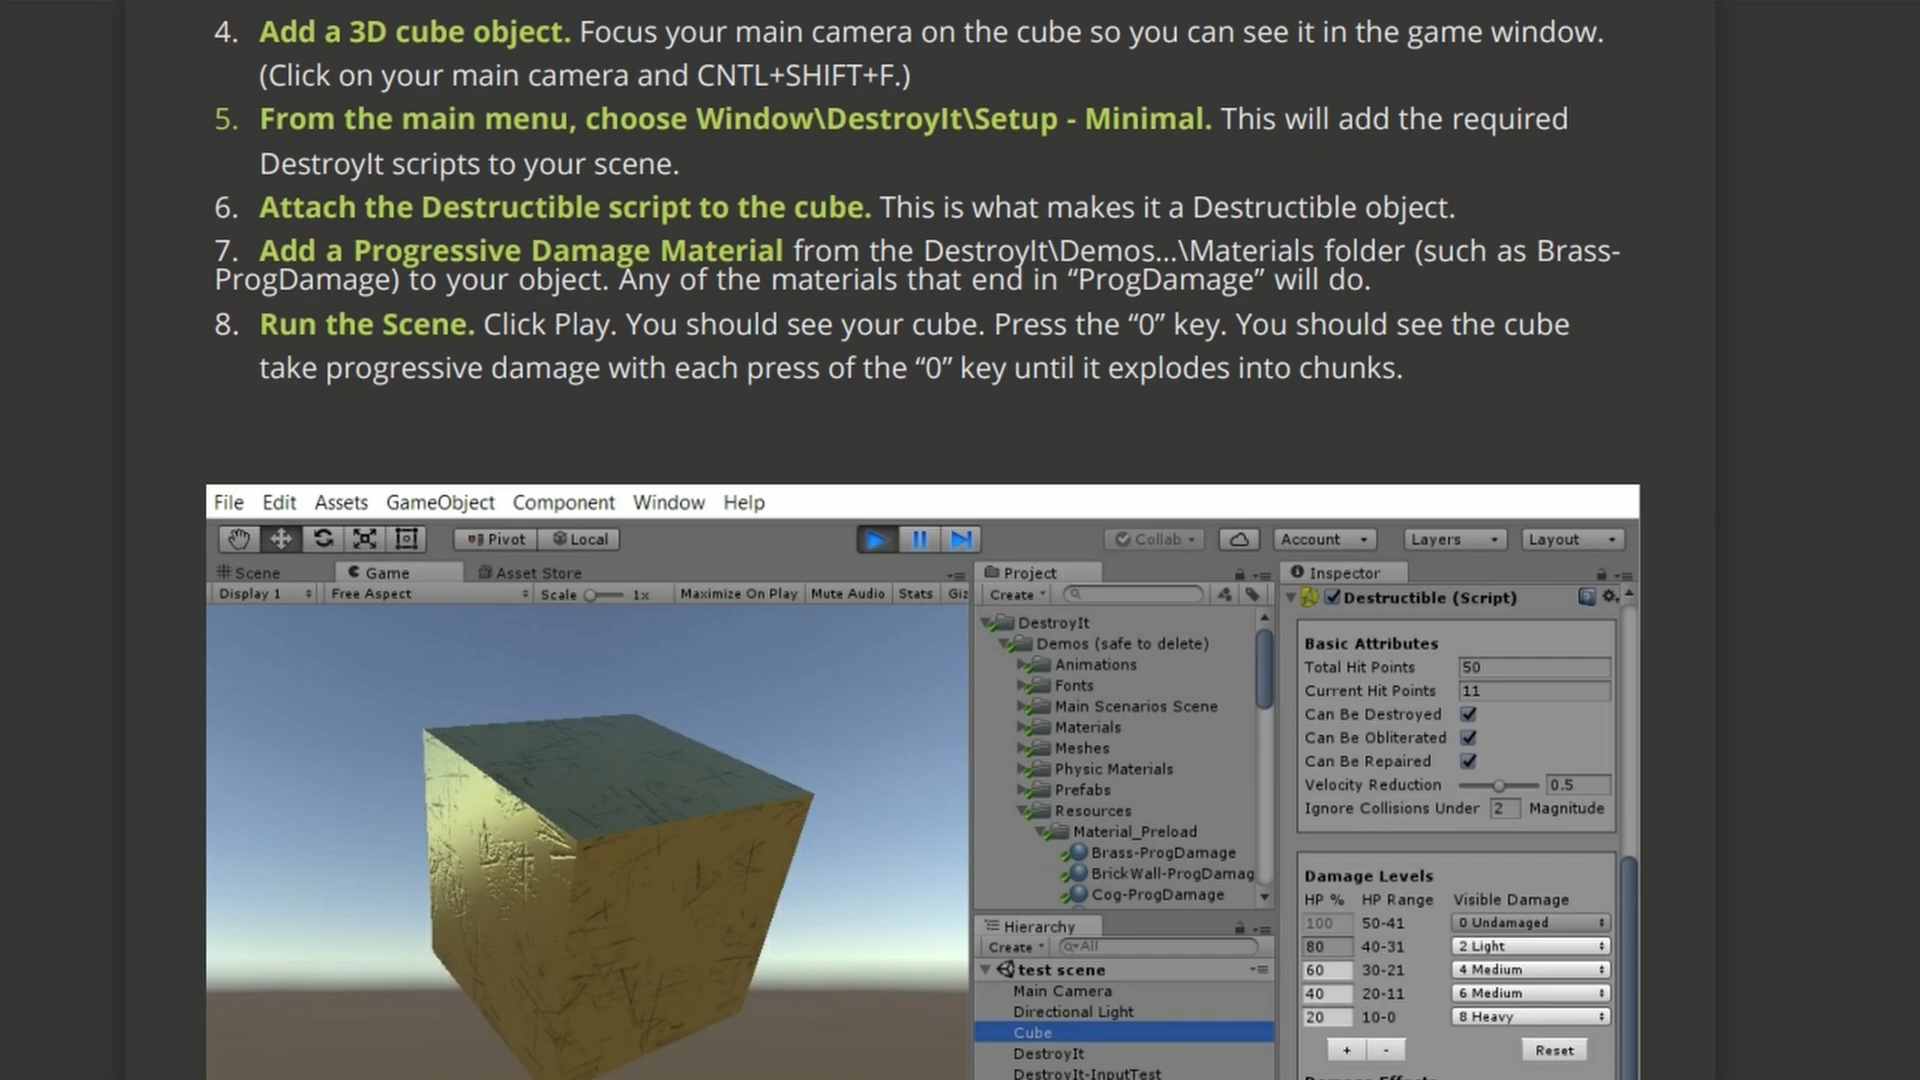 4. Add a 3D cube object. Focus your main camera on the cube so you can see it in the game window.
(Click on your main camera and CNTL+SHIFT+F.)
5. From the main menu, choose Window\DestroyIt\Setup - Minimal. This will add the required
DestroyIt scripts to your scene.
6. Attach the Destructible script to the cube. This is what makes it a Destructible object.
7. Add a Progressive Damage Material from the DestroyIt\Demos...\Materials folder (such as Brass-
ProgDamage) to your object. Any of the materials that end in “ProgDamage” will do.
8. Run the Scene. Click Play. You should see your cube. Press the “0” key. You should see the cube
take progressive damage with each press of the “0” key until it explodes into chunks.
File Edit Assets GameObject Component Window Help
Pivot Local Collab Account Layers Layout
Scene Game Asset Store
Display 1 Free Aspect Scale 1x Maximize On Play Mute Audio Stats Giz
Project
Create
DestroyIt
Demos (safe to delete)
Animations
Fonts
Main Scenarios Scene
Materials
Meshes
Physic Materials
Prefabs
Resources
Material_Preload
Brass-ProgDamage
BrickWall-ProgDamag
Cog-ProgDamage
Hierarchy
Create All
test scene
Main Camera
Directional Light
Cube
DestroyIt
DestroyIt-InputTest
Inspector
Destructible (Script)
Basic Attributes
Total Hit Points 50
Current Hit Points 11
Can Be Destroyed
Can Be Obliterated
Can Be Repaired
Velocity Reduction 0.5
Ignore Collisions Under 2 Magnitude
Damage Levels
HP % HP Range Visible Damage
100 50-41 0 Undamaged
80 40-31 2 Light
60 30-21 4 Medium
40 20-11 6 Medium
20 10-0 8 Heavy
+ - Reset
Damage Effects